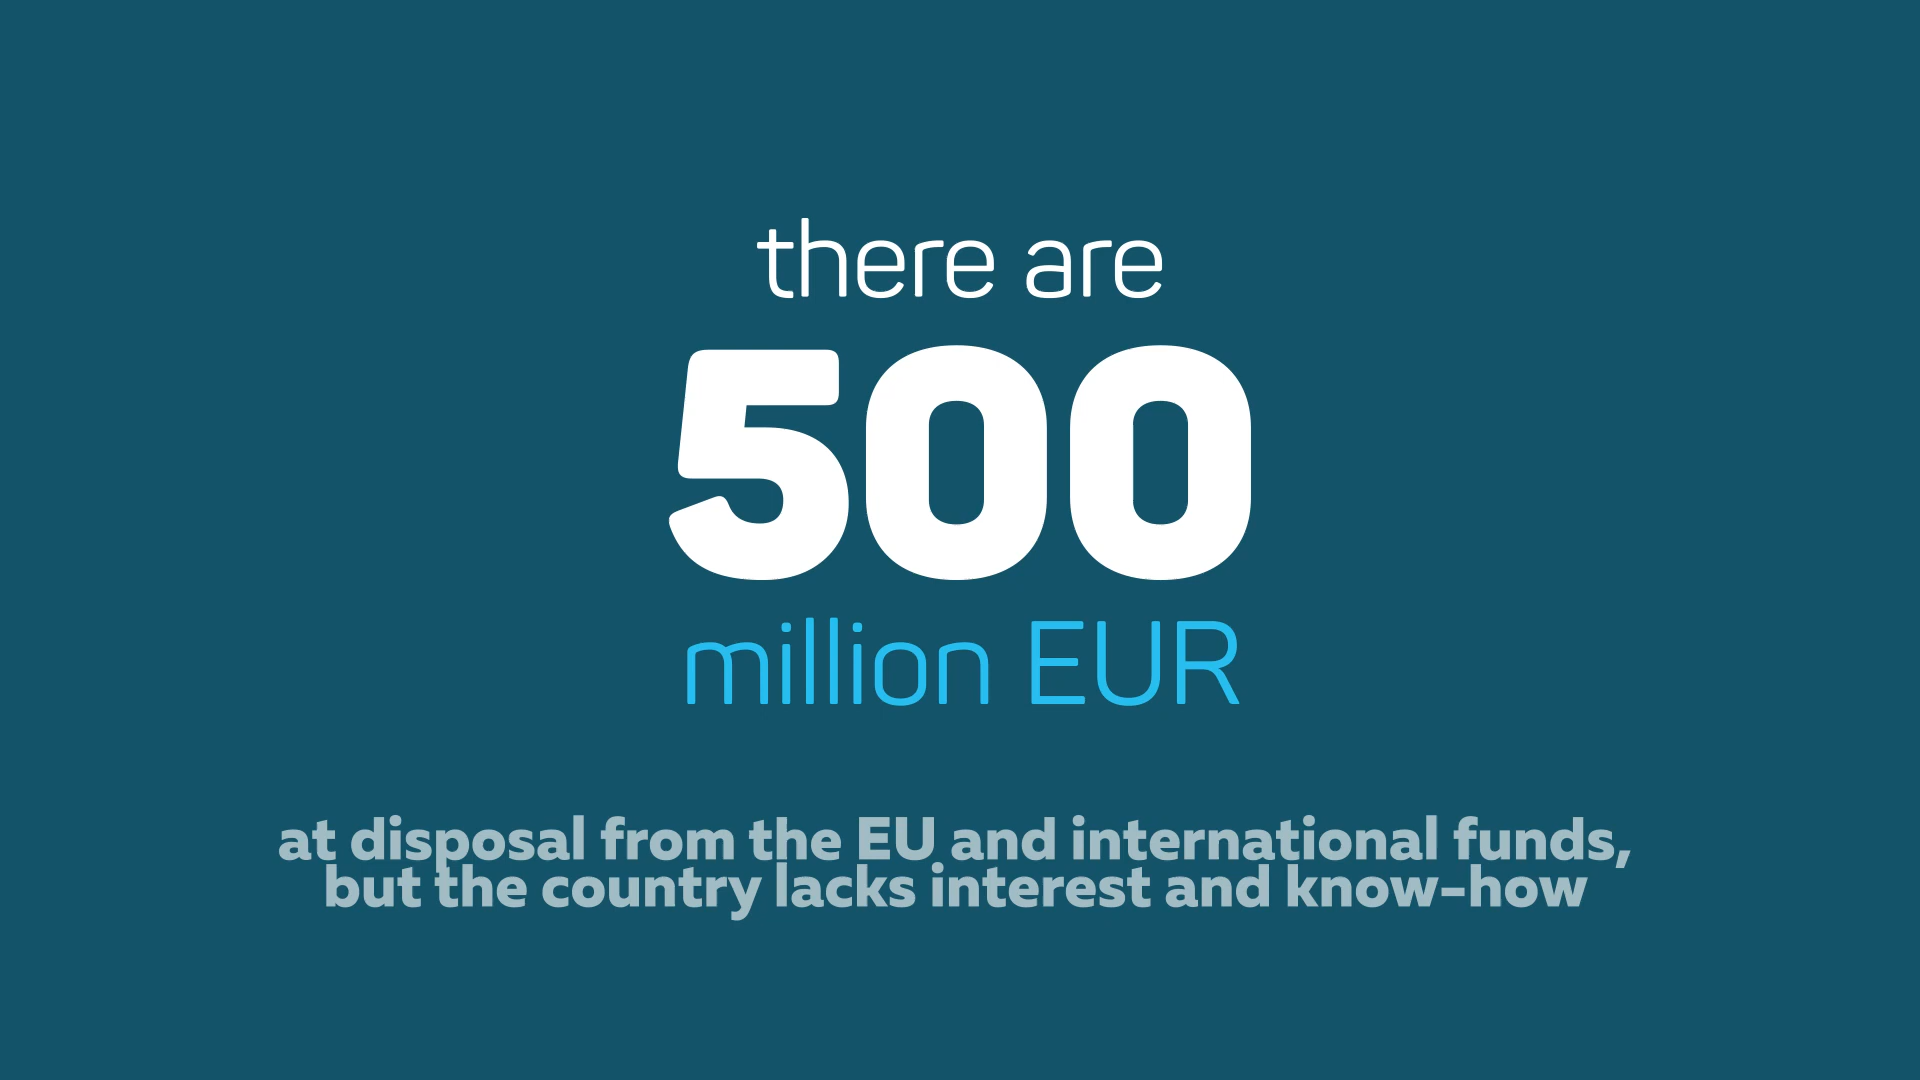 there are
500
million EUR
at disposal from the EU and international funds,
but the country lacks interest and know-how